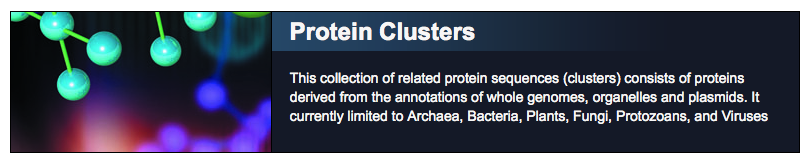 Protein Clusters
This collection of related protein sequences (clusters) consists of proteins
derived from the annotations of whole genomes, organelles and plasmids. It
currently limited to Archaea, Bacteria, Plants, Fungi, Protozoans, and Viruses